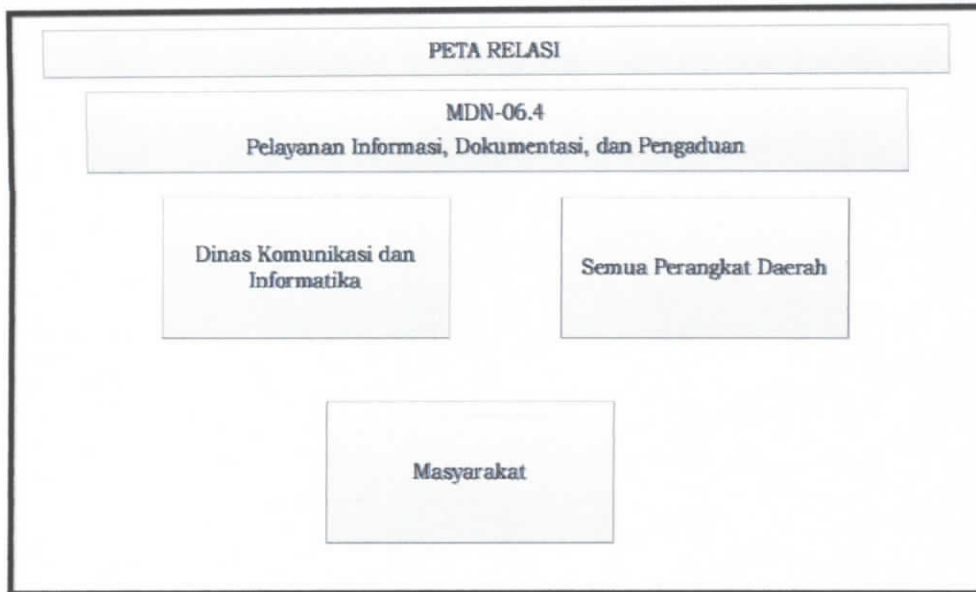 PETA RELASI
MDN-06.4
Pelayanan Informasi, Dokumentasi, dan Pengaduan
Dinas Komunikasi dan
Informatika
Semua Perangkat Daerah
Masyarakat